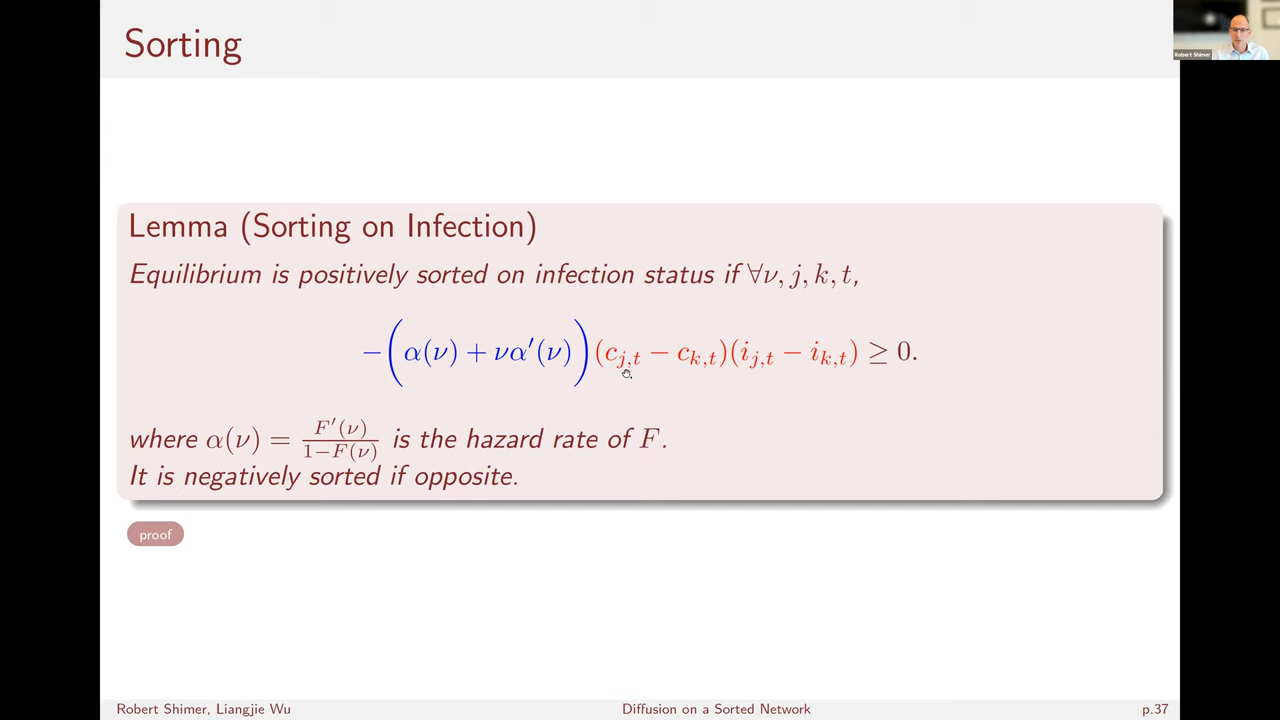 Sorting
Robert Shimer
Lemma (Sorting on Infection)
Equilibrium is positively sorted on infection status if ∀ν, j, k, t,
−(α(ν) + να′(ν))(c_{j,t} − c_{k,t})(i_{j,t} − i_{k,t}) ≥ 0.
where α(ν) = F′(ν)/(1−F(ν)) is the hazard rate of F.
It is negatively sorted if opposite.
proof
Robert Shimer, Liangjie Wu
Diffusion on a Sorted Network
p.37